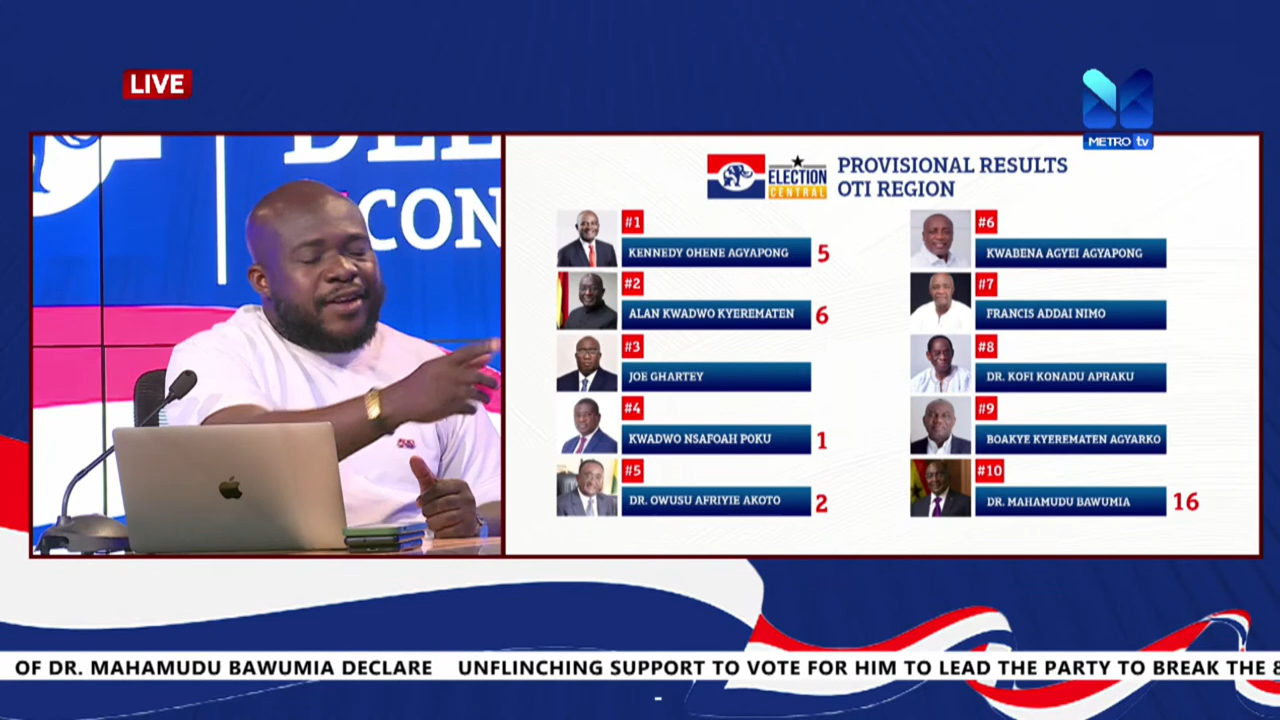 LIVE
METRO tv
DEL
CON
ELECTION
CENTRAL
PROVISIONAL RESULTS
OTI REGION
#1
KENNEDY OHENE AGYAPONG 5
#2
ALAN KWADWO KYEREMATEN 6
#3
JOE GHARTEY
#4
KWADWO NSAFOAH POKU 1
#5
DR. OWUSU AFRIYIE AKOTO 2
#6
KWABENA AGYEI AGYAPONG
#7
FRANCIS ADDAI NIMO
#8
DR. KOFI KONADU APRAKU
#9
BOAKYE KYEREMATEN AGYARKO
#10
DR. MAHAMUDU BAWUMIA 16
OF DR. MAHAMUDU BAWUMIA DECLARE UNFLINCHING SUPPORT TO VOTE FOR HIM TO LEAD THE PARTY TO BREAK THE 8